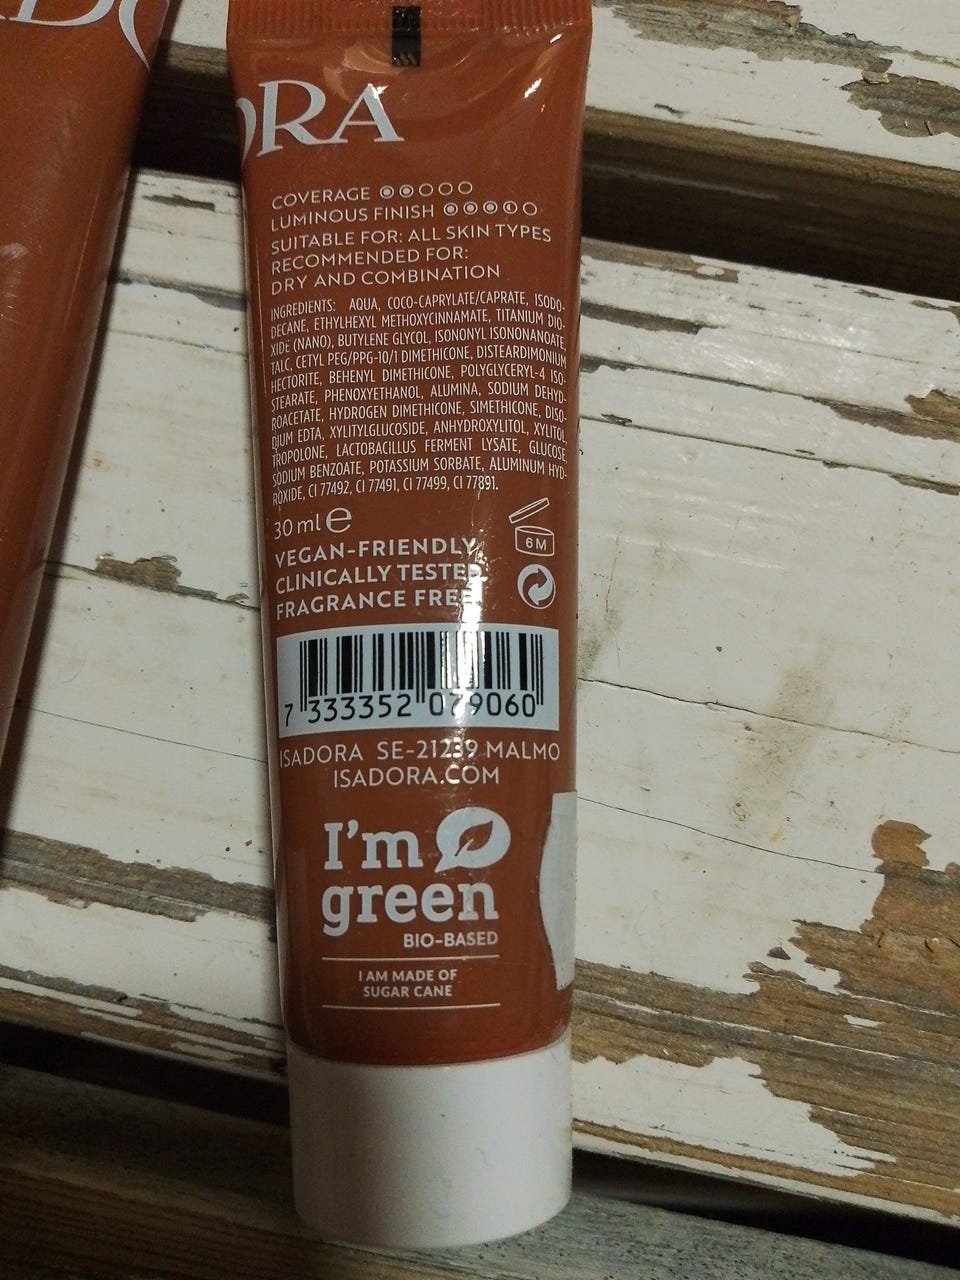 ORA
COVERAGE
LUMINOUS FINISH
SUITABLE FOR: ALL SKIN TYPES
RECOMMENDED FOR:
DRY AND COMBINATION
INGREDIENTS: AQUA, COCO-CAPRYLATE/CAPRATE, ISODO-
DECANE, ETHYLHEXYL METHOXYCINNAMATE, TITANIUM DIO-
XIDE (NANO), BUTYLENE GLYCOL, ISONONYL ISONONANOATE,
TALC, CETYL PEG/PPG-10/1 DIMETHICONE, DISTEARDIMONIUM
HECTORITE, BEHENYL DIMETHICONE, POLYGLYCERYL-4 ISO-
STEARATE, PHENOXYETHANOL, ALUMINA, SODIUM DEHYD-
ROACETATE, HYDROGEN DIMETHICONE, SIMETHICONE, DISO-
DIUM EDTA, XYLITYLGLUCOSIDE, ANHYDROXYLITOL, XYLITOL,
TROPOLONE, LACTOBACILLUS FERMENT LYSATE, GLUCOSE,
SODIUM BENZOATE, POTASSIUM SORBATE, ALUMINUM HYD-
ROXIDE, CI 77492, CI 77491, CI 77499, CI 77891.
30 ml e
6 M
VEGAN-FRIENDLY
CLINICALLY TESTED
FRAGRANCE FREE
7 333352 079060
ISADORA SE-21239 MALMO
ISADORA.COM
I'm
green
BIO-BASED
I AM MADE OF
SUGAR CANE